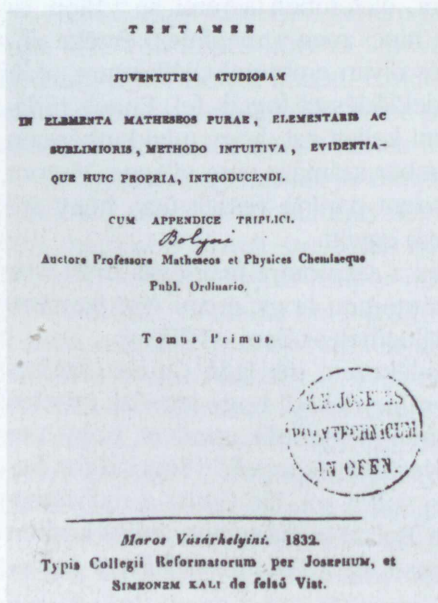 TENTAMEN
JUVENTUTEM STUDIOSAM
IN ELEMENTA MATHESEOS PURAE, ELEMENTARIS AC
SUBLIMIORIS, METHODO INTUITIVA, EVIDENTIA-
QUE HUIC PROPRIA, INTRODUCENDI.
CUM APPENDICE TRIPLICI.
Bolyai
Auctore Professore Matheseos et Physices Chemiaeque
Publ. Ordinario.
Tomus Primus.
K.K. JOSEFS
POLYTECHNICUM
IN OFEN.
Maros Vásárhelyini. 1832.
Typis Collegii Reformatorum per JOSEPHUM, et
SIMEONEM KALI de felső Vist.